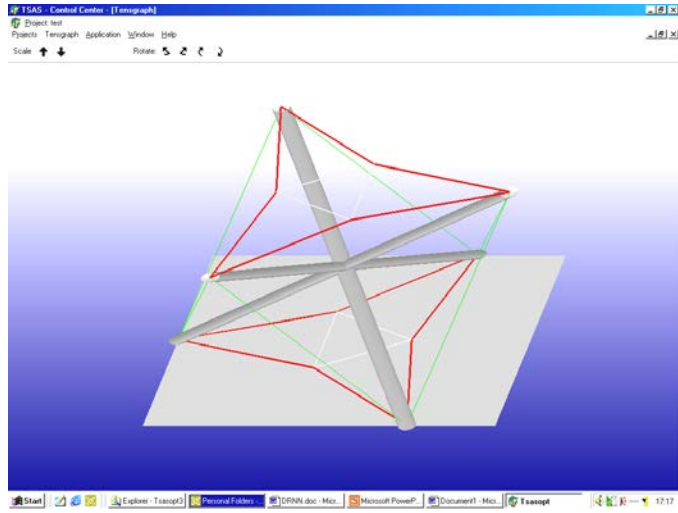 TSAS - Control Center - [Tensgraph]
Project: test
Projects Tensgraph Application Window Help
Scale Rotate:
Start Explorer - Tsasopt3 Personal Folders -... DRNN.doc - Micr... Microsoft PowerP... Document1 - Micr... Tsasopt 17:17